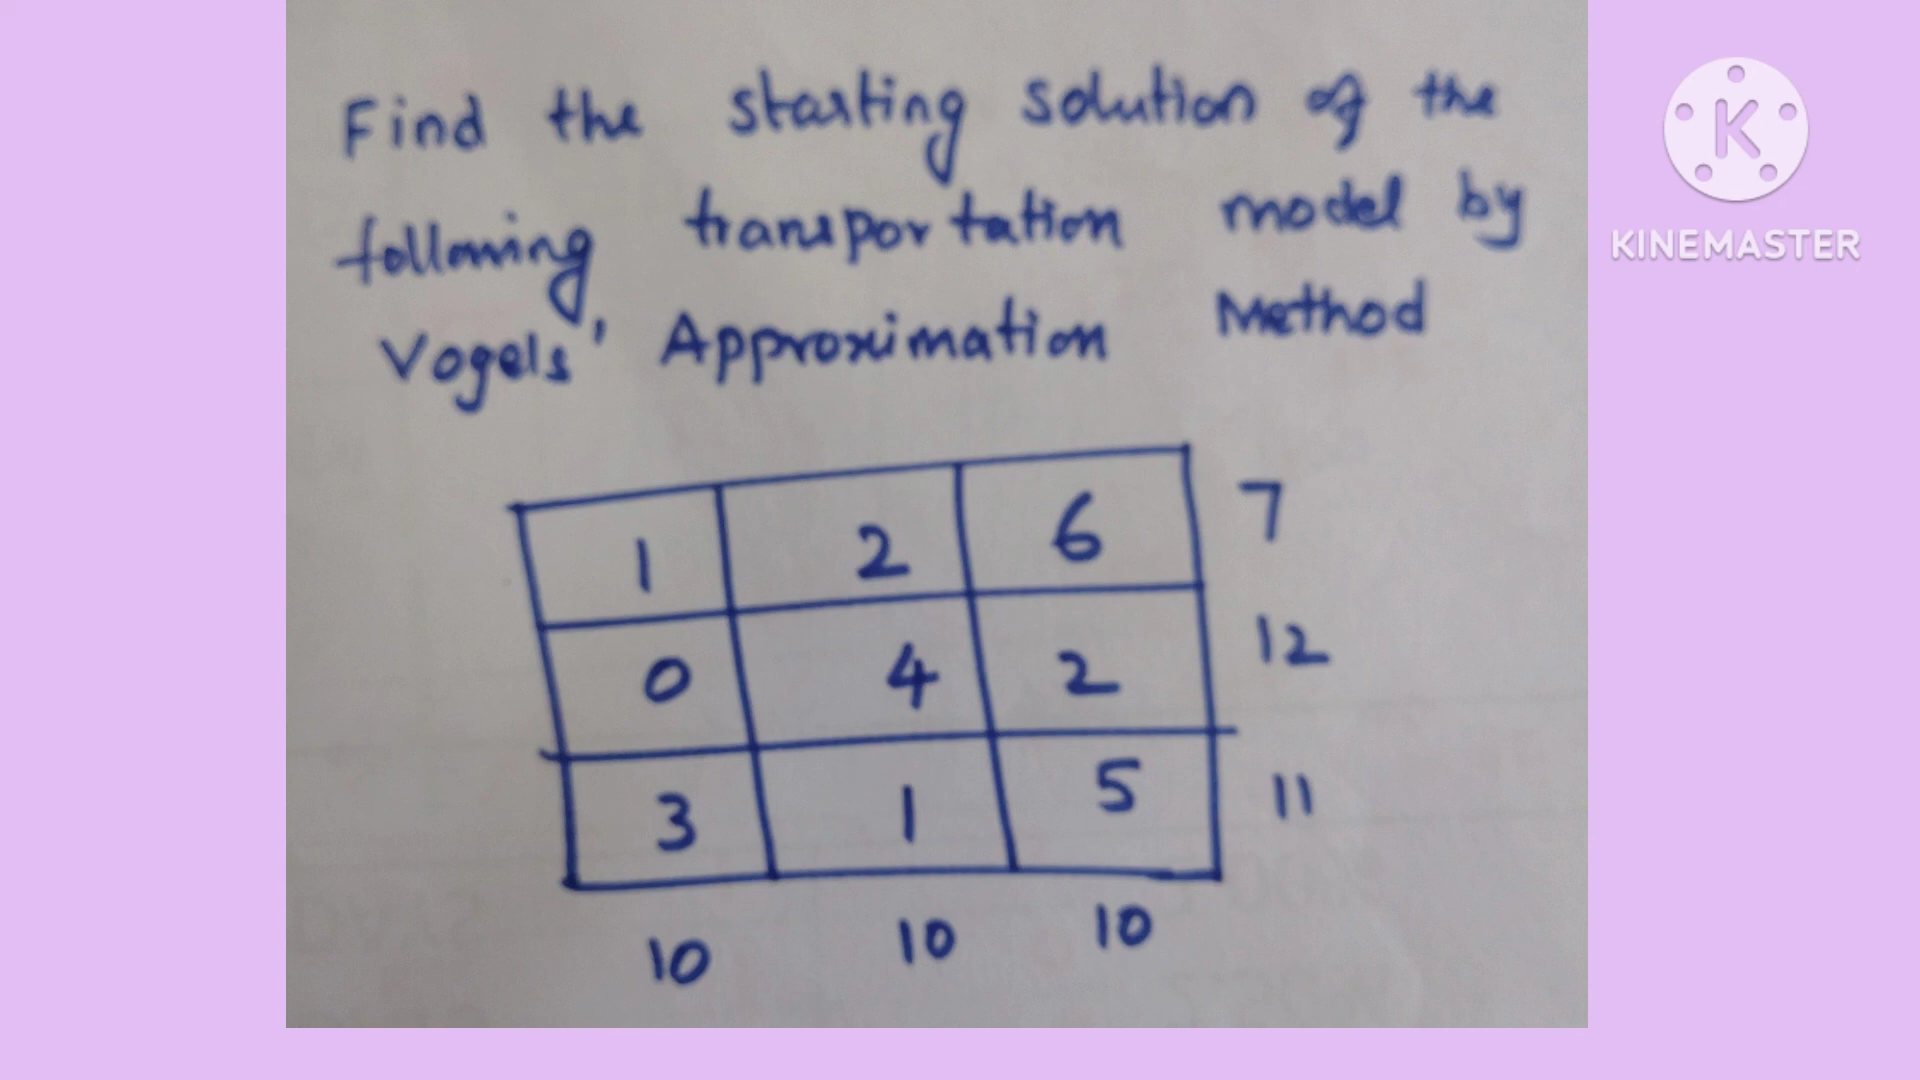 Find the starting solution of the
following transportation model by
Vogels' Approximation Method
1 2 6 7
0 4 2 12
3 1 5 11
10 10 10
K
KINEMASTER